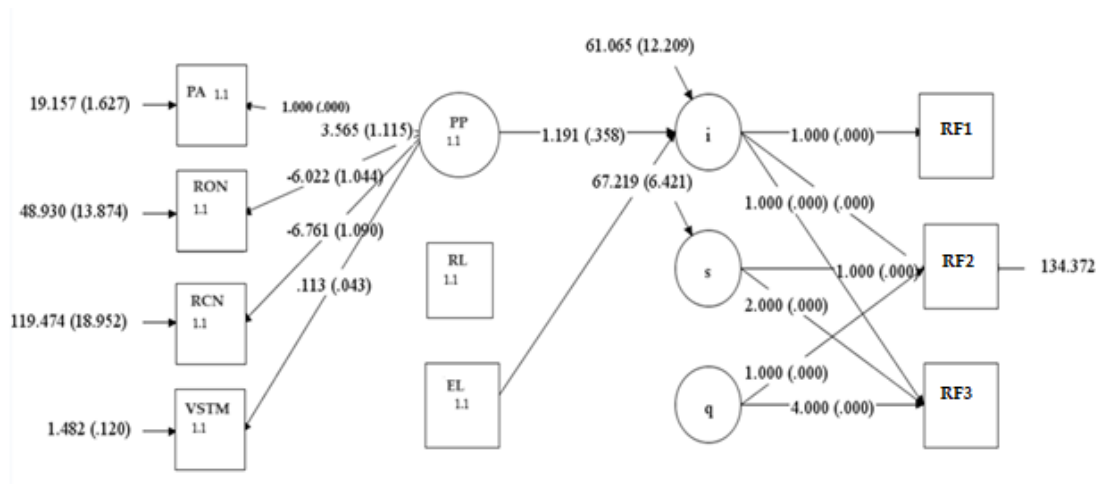 61.065 (12.209)
PA 1.1
19.157 (1.627)
1.000 (.000)
3.565 (1.115)
PP
1.1
1.191 (.358)
i
1.000 (.000)
RF1
-6.022 (1.044)
67.219 (6.421)
RON
1.1
48.930 (13.874)
1.000 (.000) (.000)
-6.761 (1.090)
RL
1.1
s
1.000 (.000)
RF2
134.372
.113 (.043)
2.000 (.000)
RCN
1.1
119.474 (18.952)
1.000 (.000)
EL
1.1
q
4.000 (.000)
RF3
VSTM
1.1
1.482 (.120)